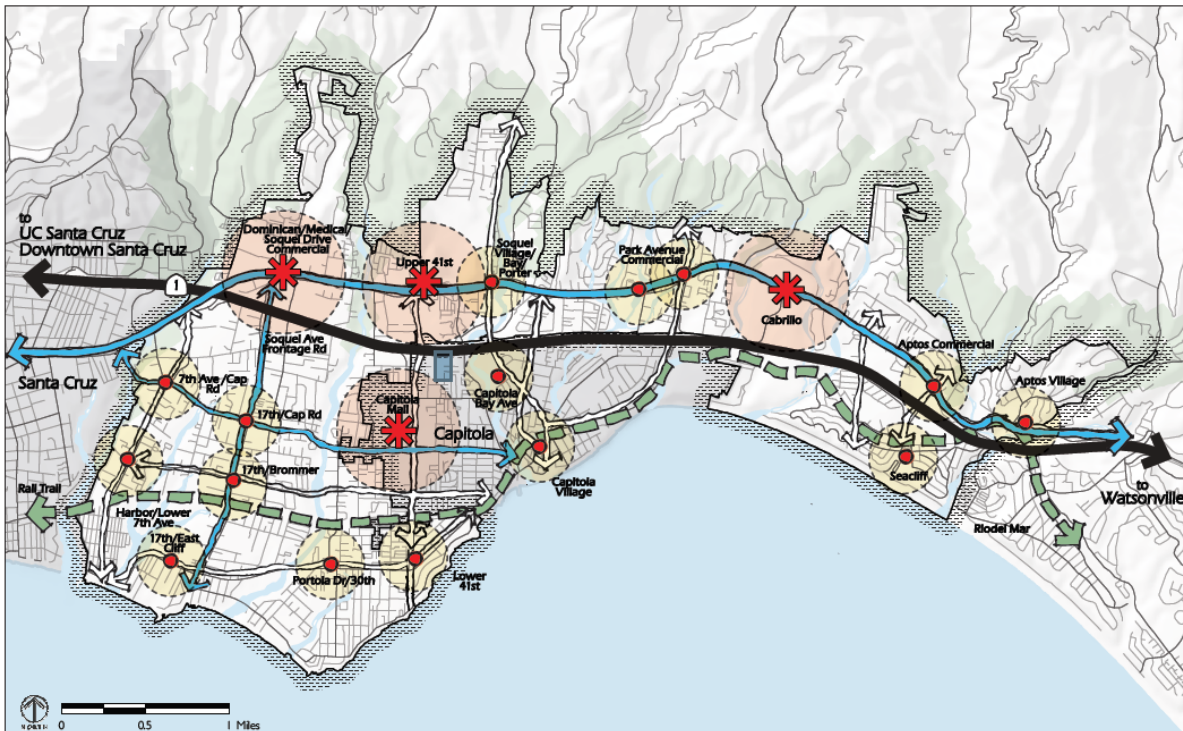 to
UC Santa Cruz
Downtown Santa Cruz
1
Dominican/Medical/
Soquel Drive
Commercial
Upper 41st
Soquel
Village/
Bay/
Porter
Park Avenue
Commercial
Cabrillo
Soquel Ave
Frontage Rd
Santa Cruz
7th Ave/Cap
Rd
17th/Cap Rd
Capitola
Mall
Capitola
Capitola
Bay Ave
Aptos Commercial
Aptos Village
17th/Brommer
Capitola
Village
Seacliff
to
Watsonville
Rail Trail
Harbor/Lower
7th Ave
17th/East
Cliff
Portola Dr/30th
Lower
41st
Riodel Mar
0 0.5 1 Miles